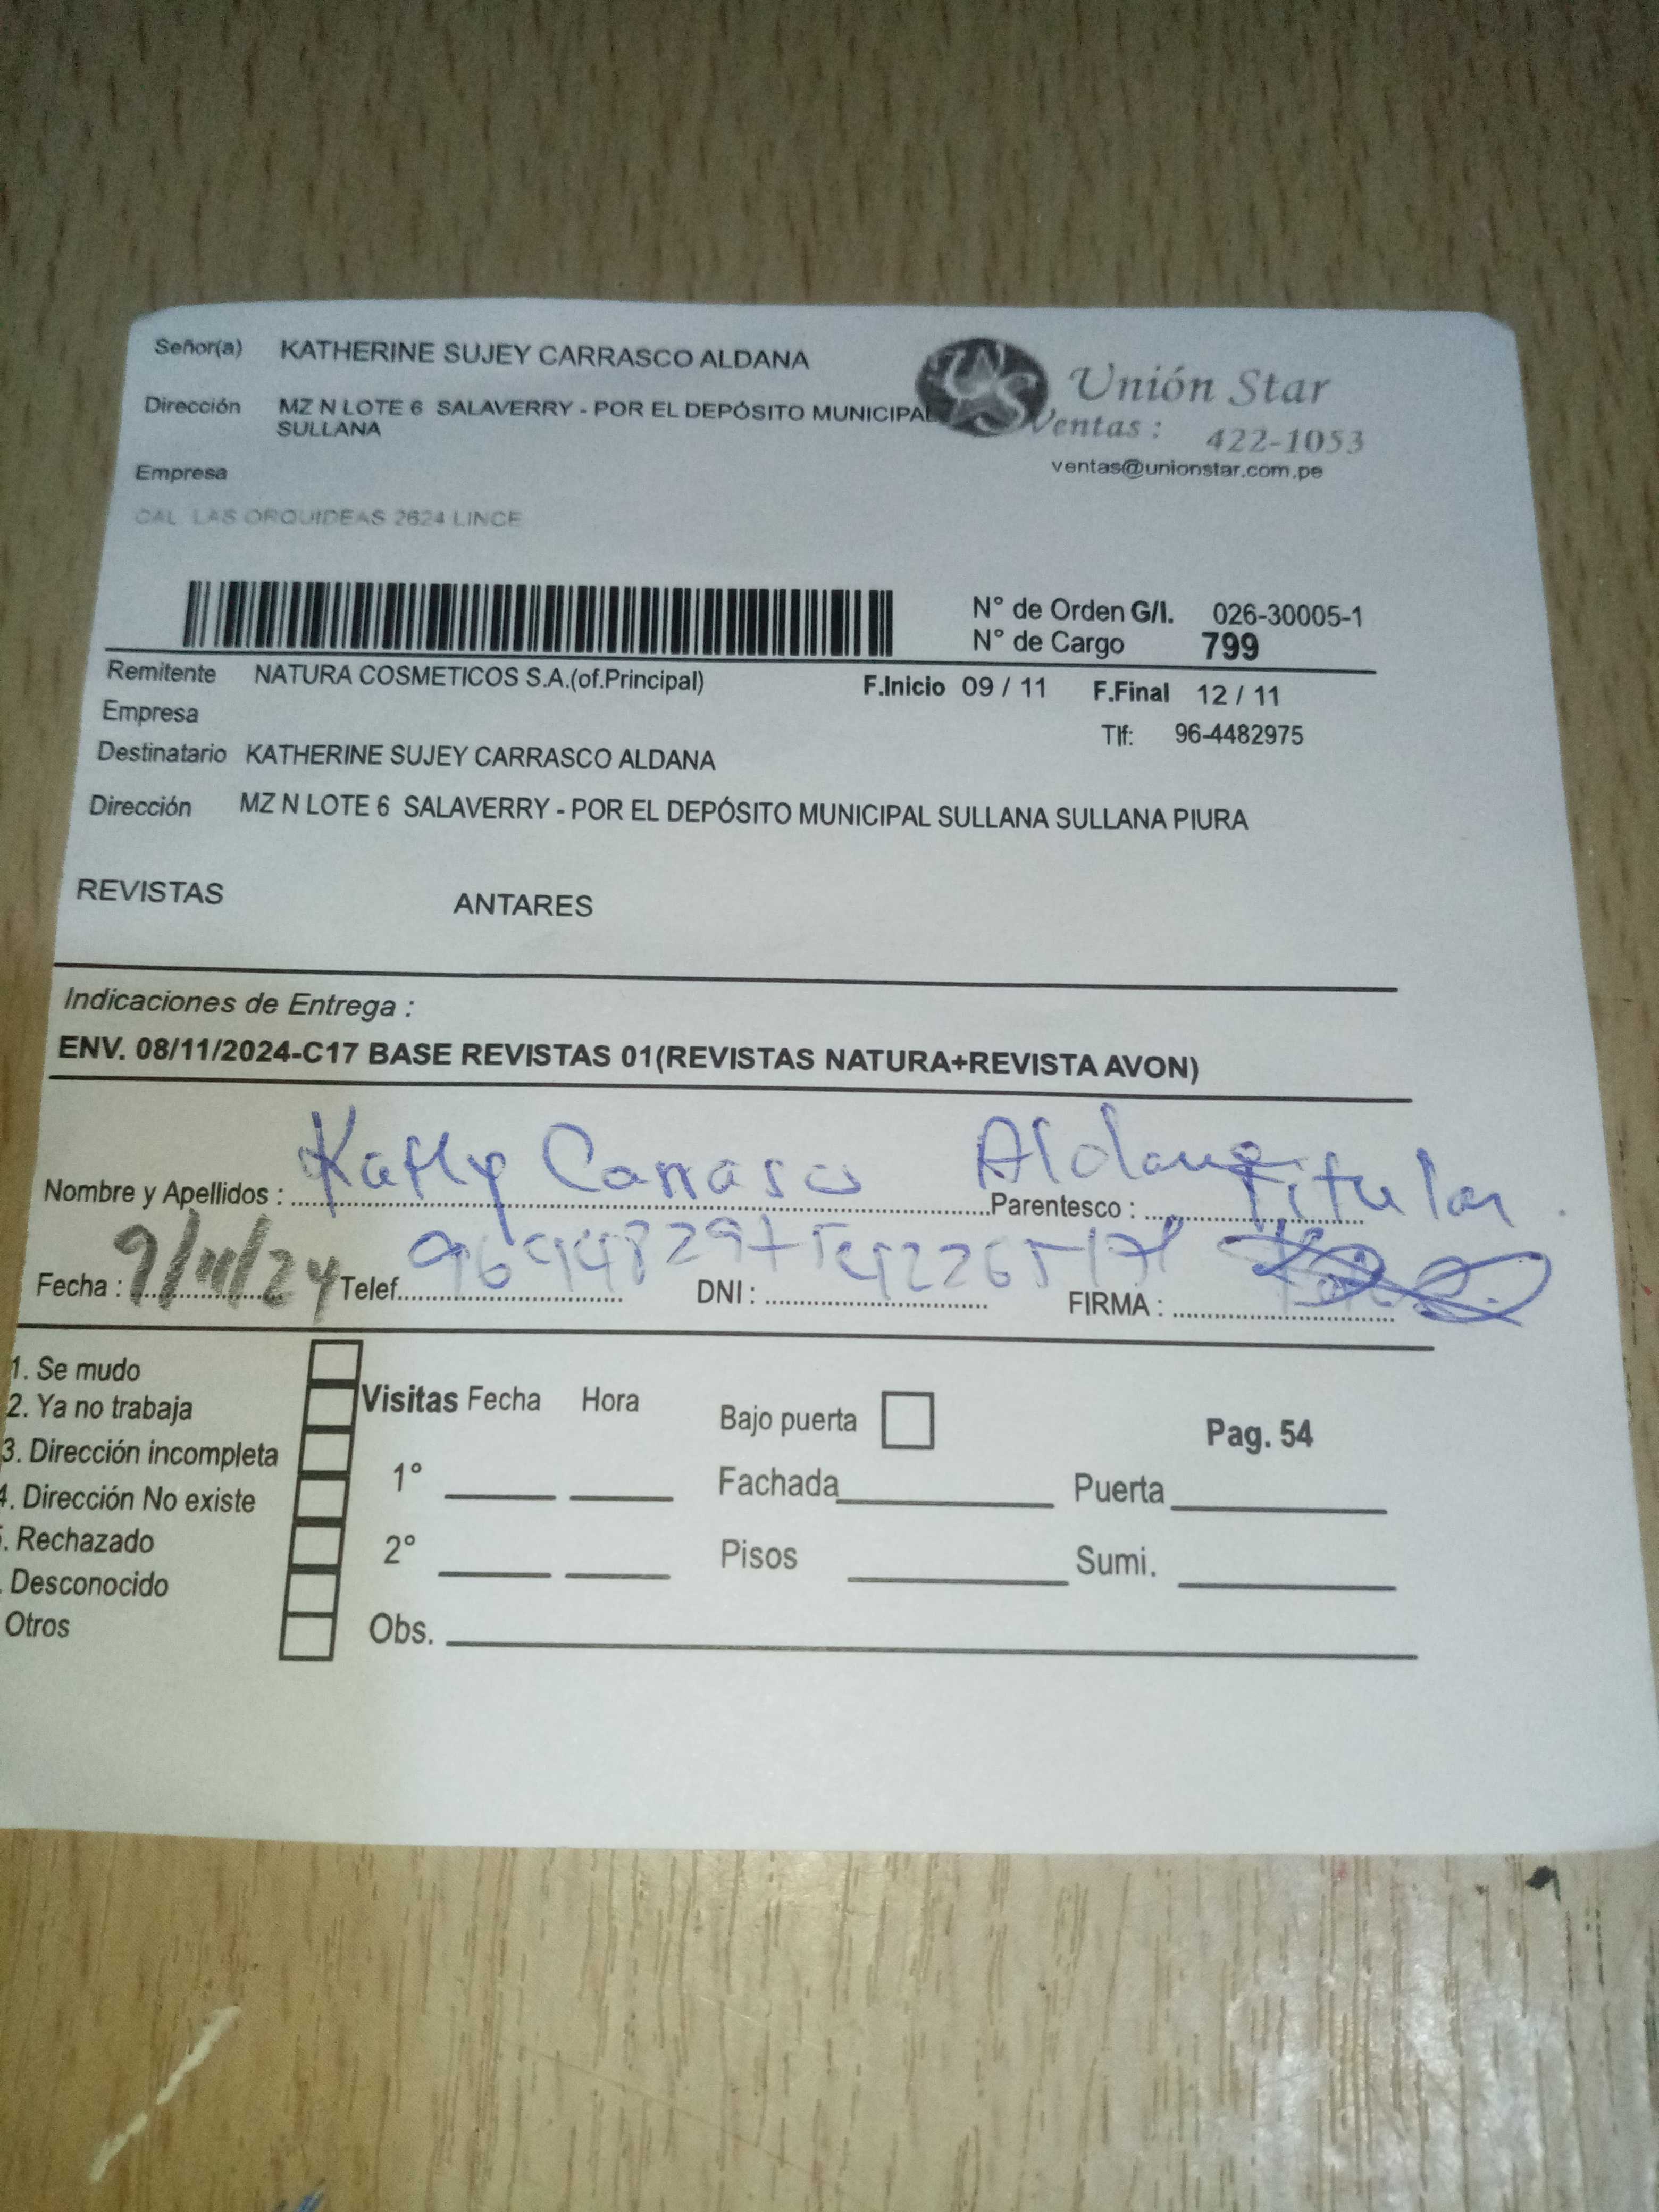 Señor(a) KATHERINE SUJEY CARRASCO ALDANA
Unión Star
Dirección MZ N LOTE 6 SALAVERRY - POR EL DEPÓSITO MUNICIPAL
SULLANA
Ventas : 422-1053
ventas@unionstar.com.pe
Empresa
CAL LAS ORQUIDEAS 2624 LINCE
N° de Orden G/I. 026-30005-1
N° de Cargo 799
Remitente NATURA COSMETICOS S.A.(of.Principal) F.Inicio 09 / 11 F.Final 12 / 11
Empresa
Tlf: 96-4482975
Destinatario KATHERINE SUJEY CARRASCO ALDANA
Dirección MZ N LOTE 6 SALAVERRY - POR EL DEPÓSITO MUNICIPAL SULLANA SULLANA PIURA
REVISTAS ANTARES
Indicaciones de Entrega :
ENV. 08/11/2024-C17 BASE REVISTAS 01(REVISTAS NATURA+REVISTA AVON)
Nombre y Apellidos : Kathy Carrasco Aldana Parentesco : Titular
Fecha : 9/11/24 Telef. DNI : FIRMA :
1. Se mudo
2. Ya no trabaja
3. Dirección incompleta
4. Dirección No existe
. Rechazado
. Desconocido
Otros
Visitas Fecha Hora
1°
2°
Obs.
Bajo puerta
Pag. 54
Fachada Puerta
Pisos Sumi.